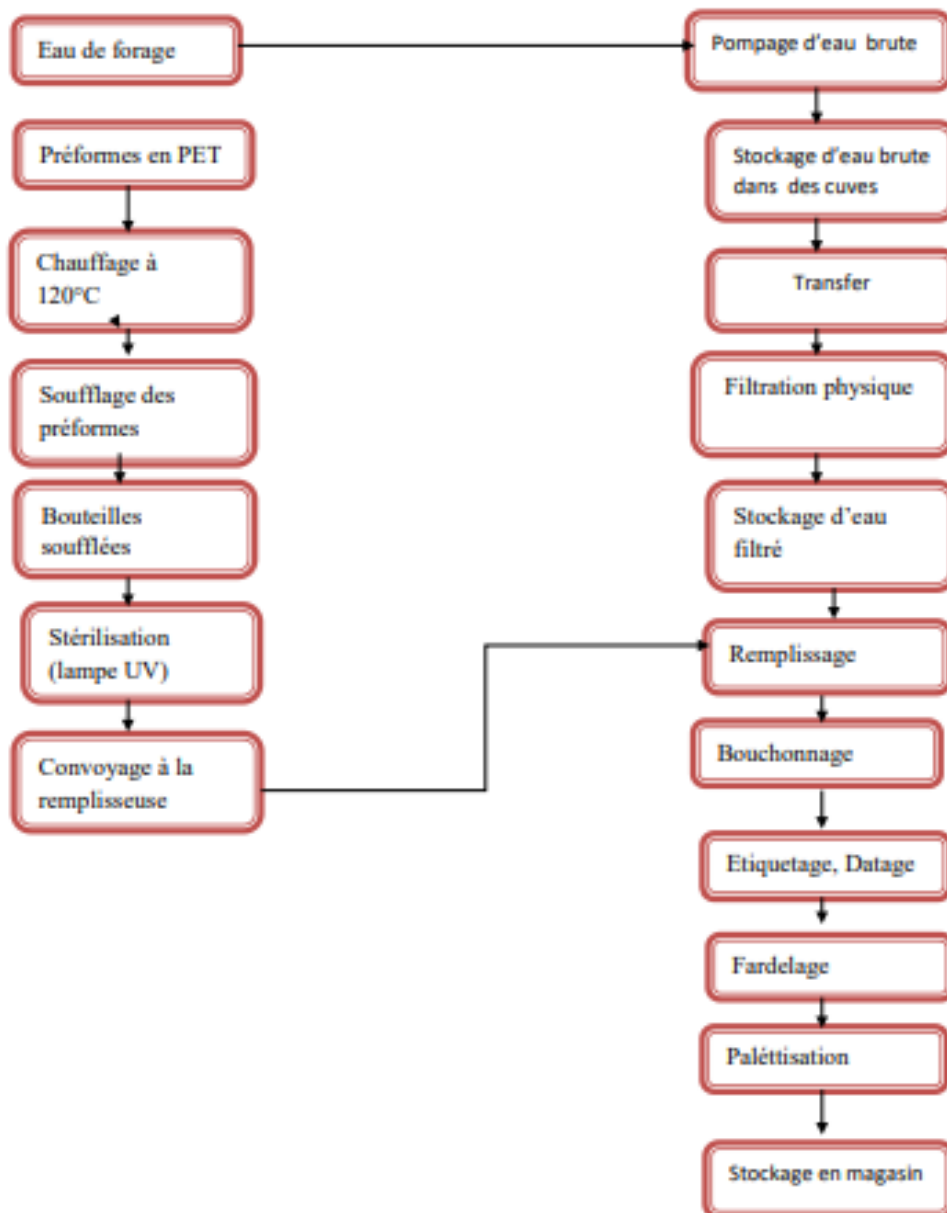 Eau de forage
Préformes en PET
Chauffage à
120°C
Soufflage des
préformes
Bouteilles
soufflées
Stérilisation
(lampe UV)
Convoyage à la
remplisseuse
Pompage d'eau brute
Stockage d'eau brute
dans des cuves
Transfer
Filtration physique
Stockage d'eau
filtré
Remplissage
Bouchonnage
Etiquetage, Datage
Fardelage
Paléttisation
Stockage en magasin